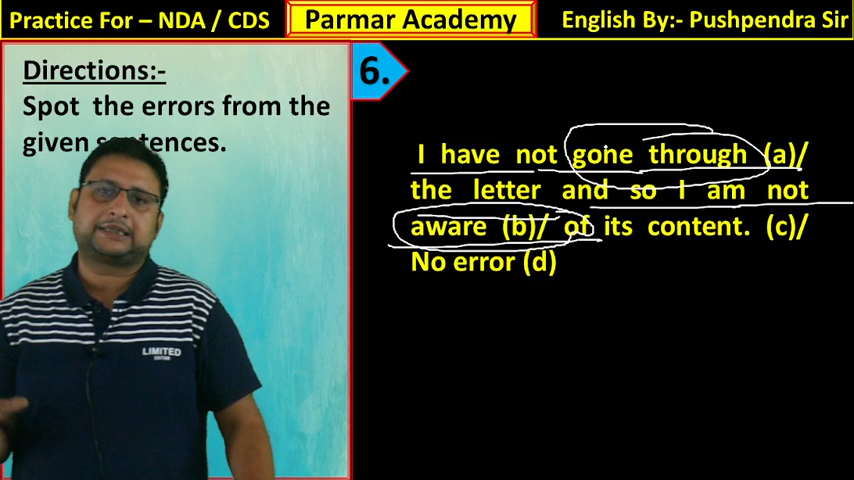 Practice For – NDA / CDS
Parmar Academy
English By:- Pushpendra Sir
Directions:-
Spot the errors from the
given sentences.
6.
I have not gone through (a)/
the letter and so I am not
aware (b)/ of its content. (c)/
No error (d)
LIMITED
EDITION